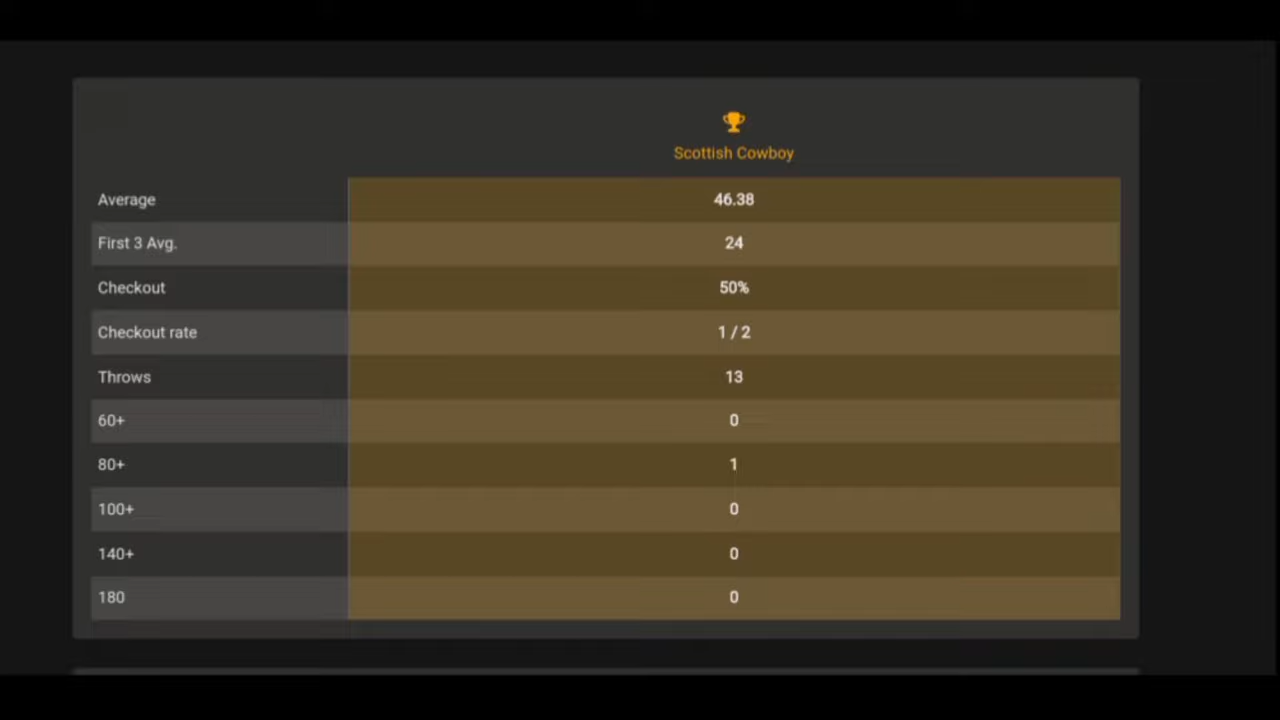 Scottish Cowboy
Average 46.38
First 3 Avg. 24
Checkout 50%
Checkout rate 1 / 2
Throws 13
60+ 0
80+ 1
100+ 0
140+ 0
180 0